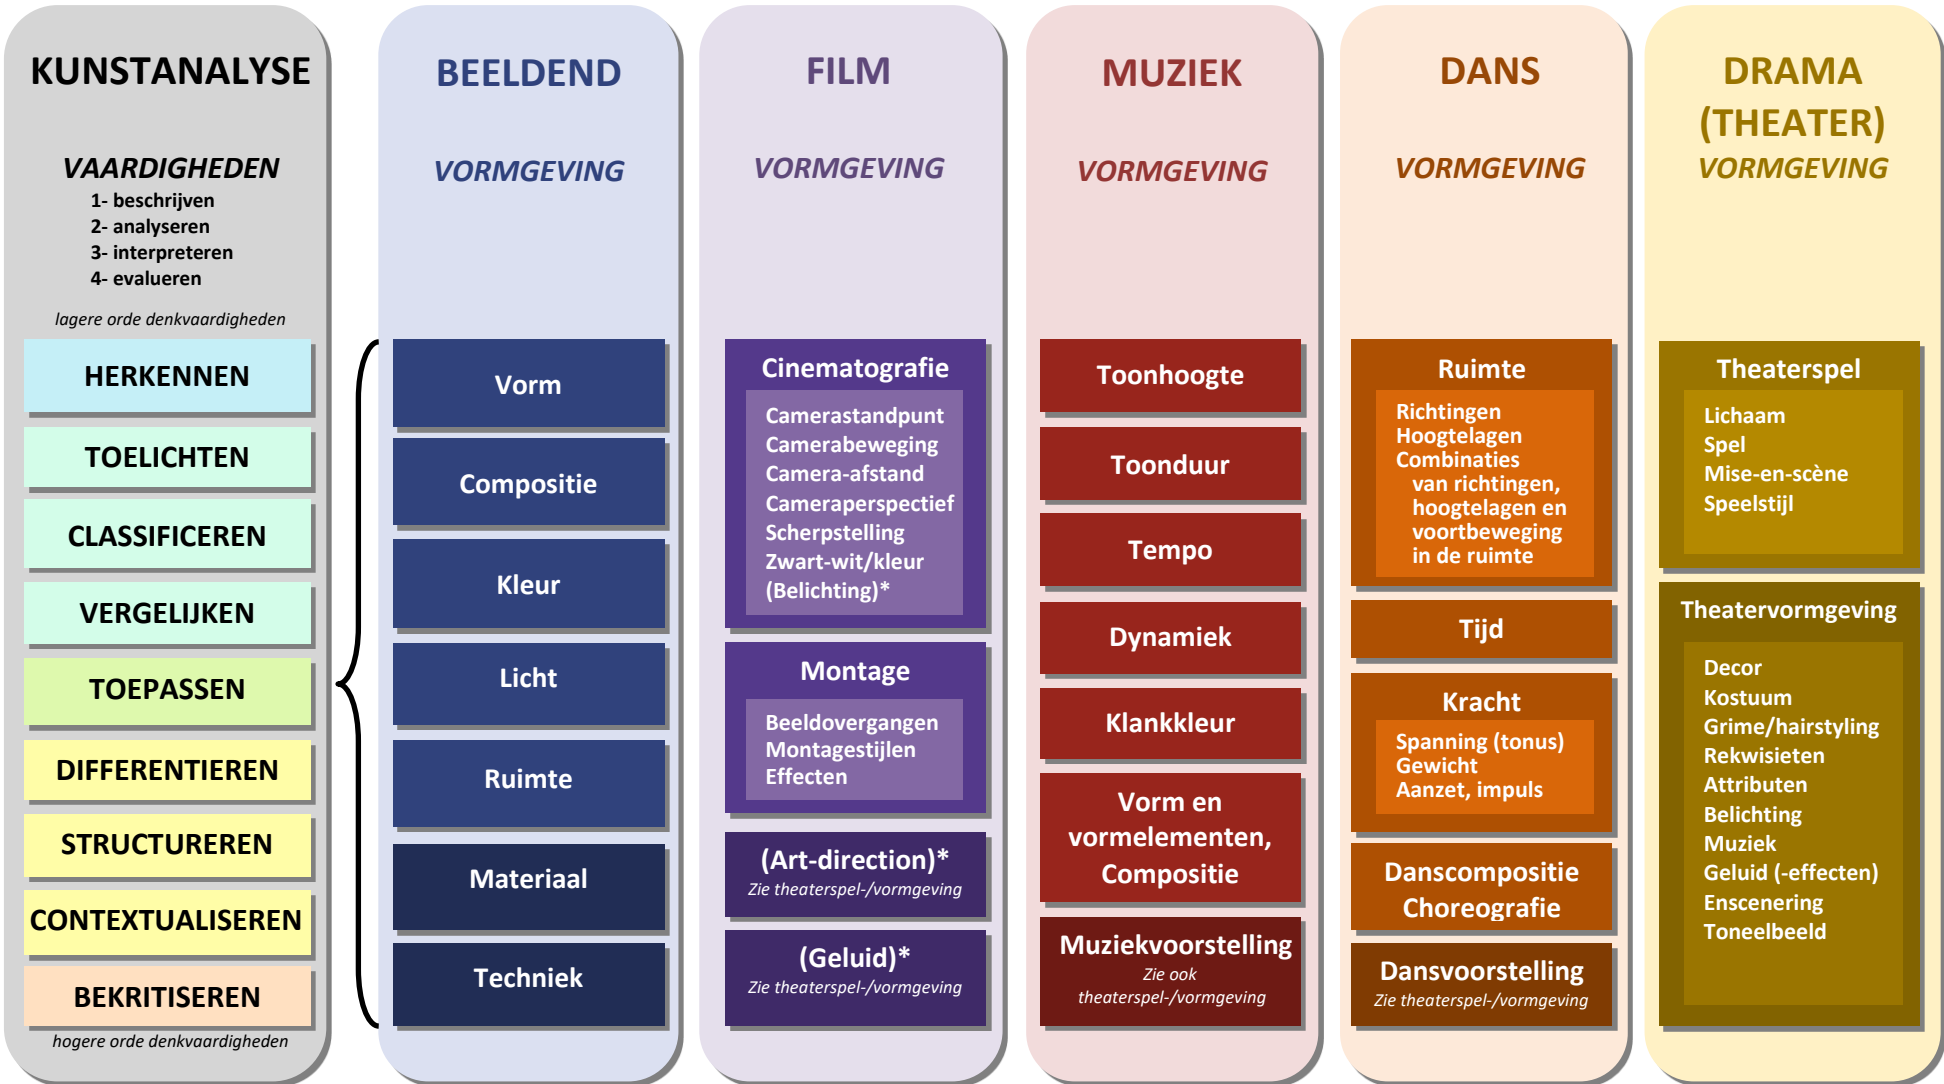 KUNSTANALYSE
VAARDIGHEDEN
1- beschrijven
2- analyseren
3- interpreteren
4- evalueren
lagere orde denkvaardigheden
HERKENNEN
TOELICHTEN
CLASSIFICEREN
VERGELIJKEN
TOEPASSEN
DIFFERENTIEREN
STRUCTUREREN
CONTEXTUALISEREN
BEKRITISEREN
hogere orde denkvaardigheden
BEELDEND
VORMGEVING
Vorm
Compositie
Kleur
Licht
Ruimte
Materiaal
Techniek
FILM
VORMGEVING
Cinematografie
Camerastandpunt
Camerabeweging
Camera-afstand
Cameraperspectief
Scherpstelling
Zwart-wit/kleur
(Belichting)*
Montage
Beeldovergangen
Montagestijlen
Effecten
(Art-direction)*
Zie theaterspel-/vormgeving
(Geluid)*
Zie theaterspel-/vormgeving
MUZIEK
VORMGEVING
Toonhoogte
Toonduur
Tempo
Dynamiek
Klankkleur
Vorm en
vormelementen,
Compositie
Muziekvoorstelling
Zie ook
theaterspel-/vormgeving
DANS
VORMGEVING
Ruimte
Richtingen
Hoogtelagen
Combinaties
van richtingen,
hoogtelagen en
voortbeweging
in de ruimte
Tijd
Kracht
Spanning (tonus)
Gewicht
Aanzet, impuls
Danscompositie
Choreografie
Dansvoorstelling
Zie theaterspel-/vormgeving
DRAMA
(THEATER)
VORMGEVING
Theaterspel
Lichaam
Spel
Mise-en-scène
Speelstijl
Theatervormgeving
Decor
Kostuum
Grime/hairstyling
Rekwisieten
Attributen
Belichting
Muziek
Geluid (-effecten)
Enscenering
Toneelbeeld